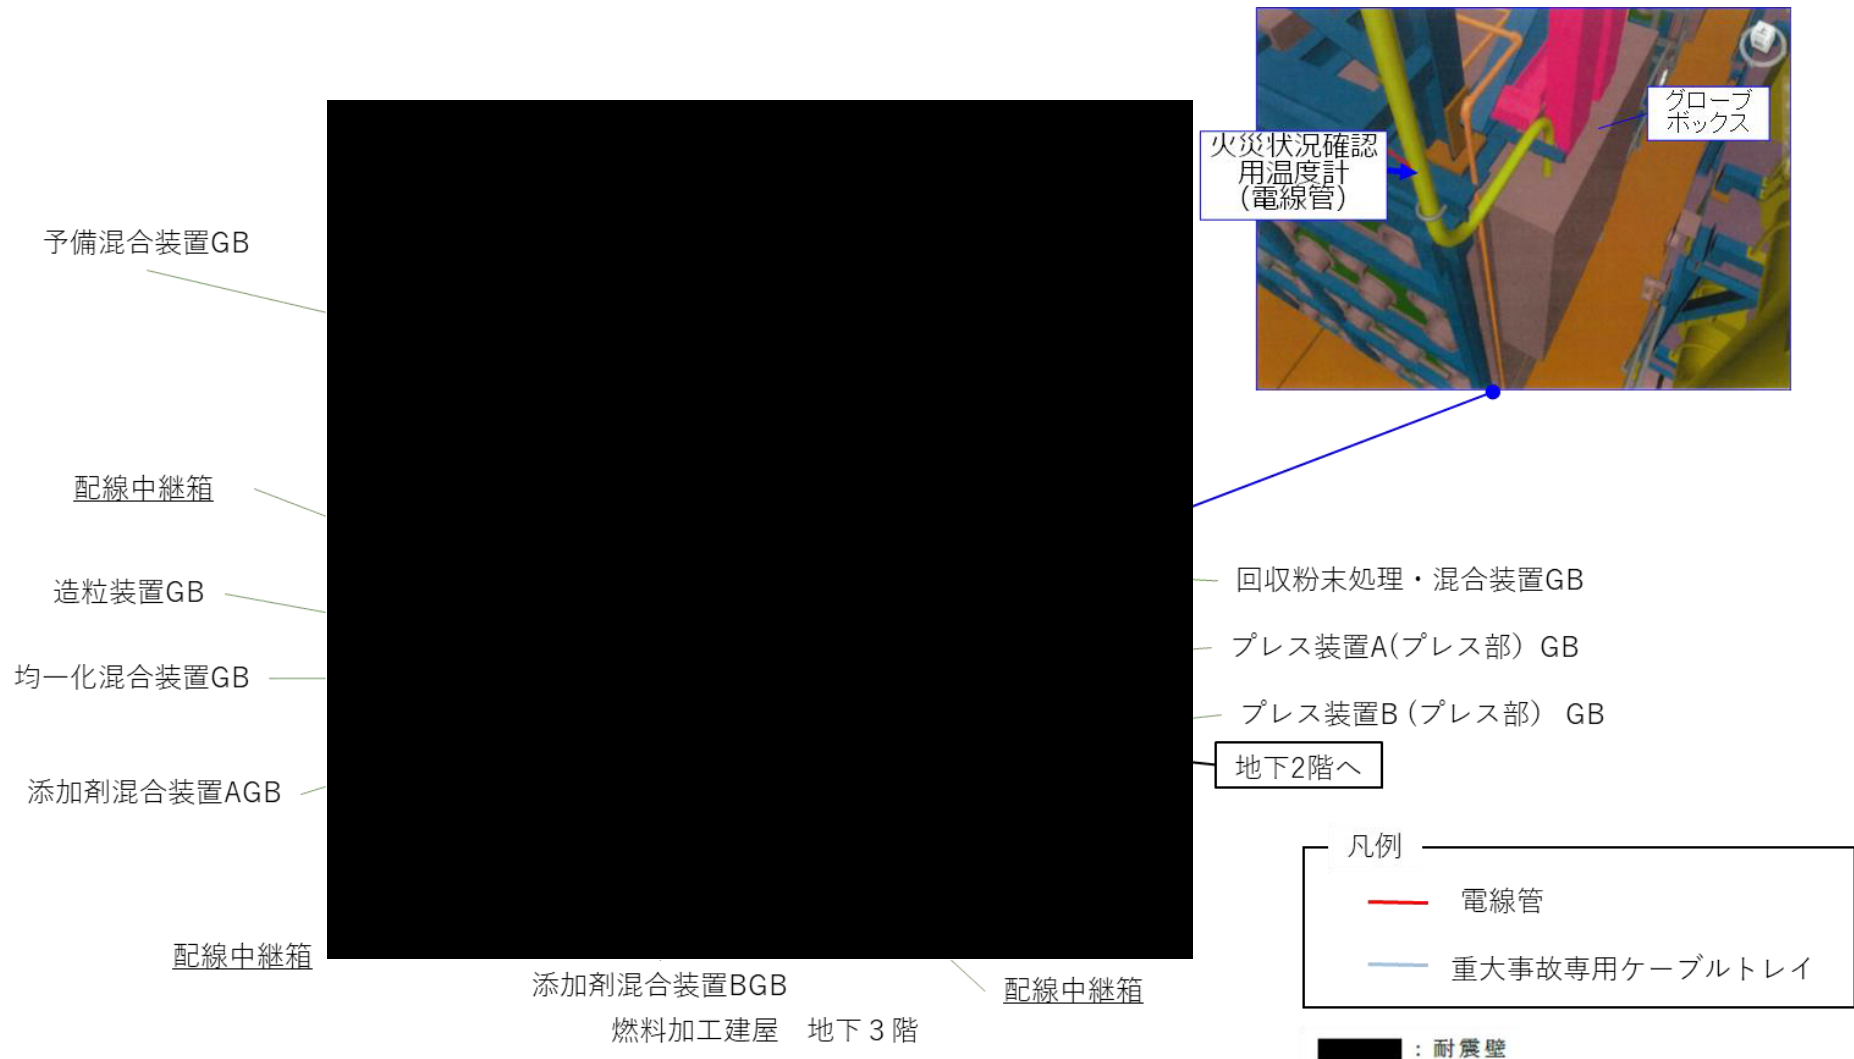 グローブ
ボックス
火災状況確認
用温度計
（電線管）
予備混合装置GB
配線中継箱
造粒装置GB
均一化混合装置GB
添加剤混合装置AGB
配線中継箱
添加剤混合装置BGB
配線中継箱
燃料加工建屋　地下３階
回収粉末処理・混合装置GB
プレス装置A(プレス部）GB
プレス装置B (プレス部） GB
地下2階へ
凡例
電線管
重大事故専用ケーブルトレイ
：耐震壁